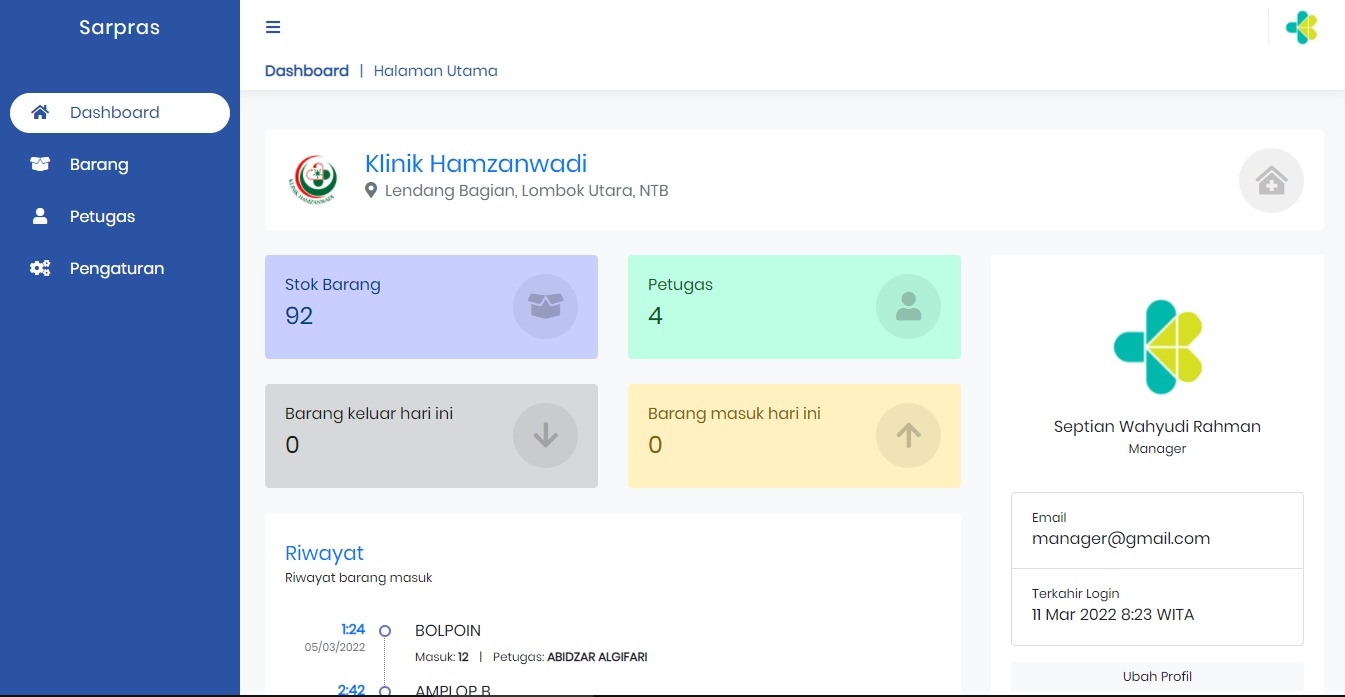 Sarpras
Dashboard
Barang
Petugas
Pengaturan
Dashboard | Halaman Utama
KLINIK HAMZANWADI
Klinik Hamzanwadi
Lendang Bagian, Lombok Utara, NTB
Stok Barang
92
Petugas
4
Barang keluar hari ini
0
Barang masuk hari ini
0
Riwayat
Riwayat barang masuk
1:24
05/03/2022
BOLPOIN
Masuk: 12 | Petugas: ABIDZAR ALGIFARI
2:42
AMPLOP B
Septian Wahyudi Rahman
Manager
Email
manager@gmail.com
Terkahir Login
11 Mar 2022 8:23 WITA
Ubah Profil